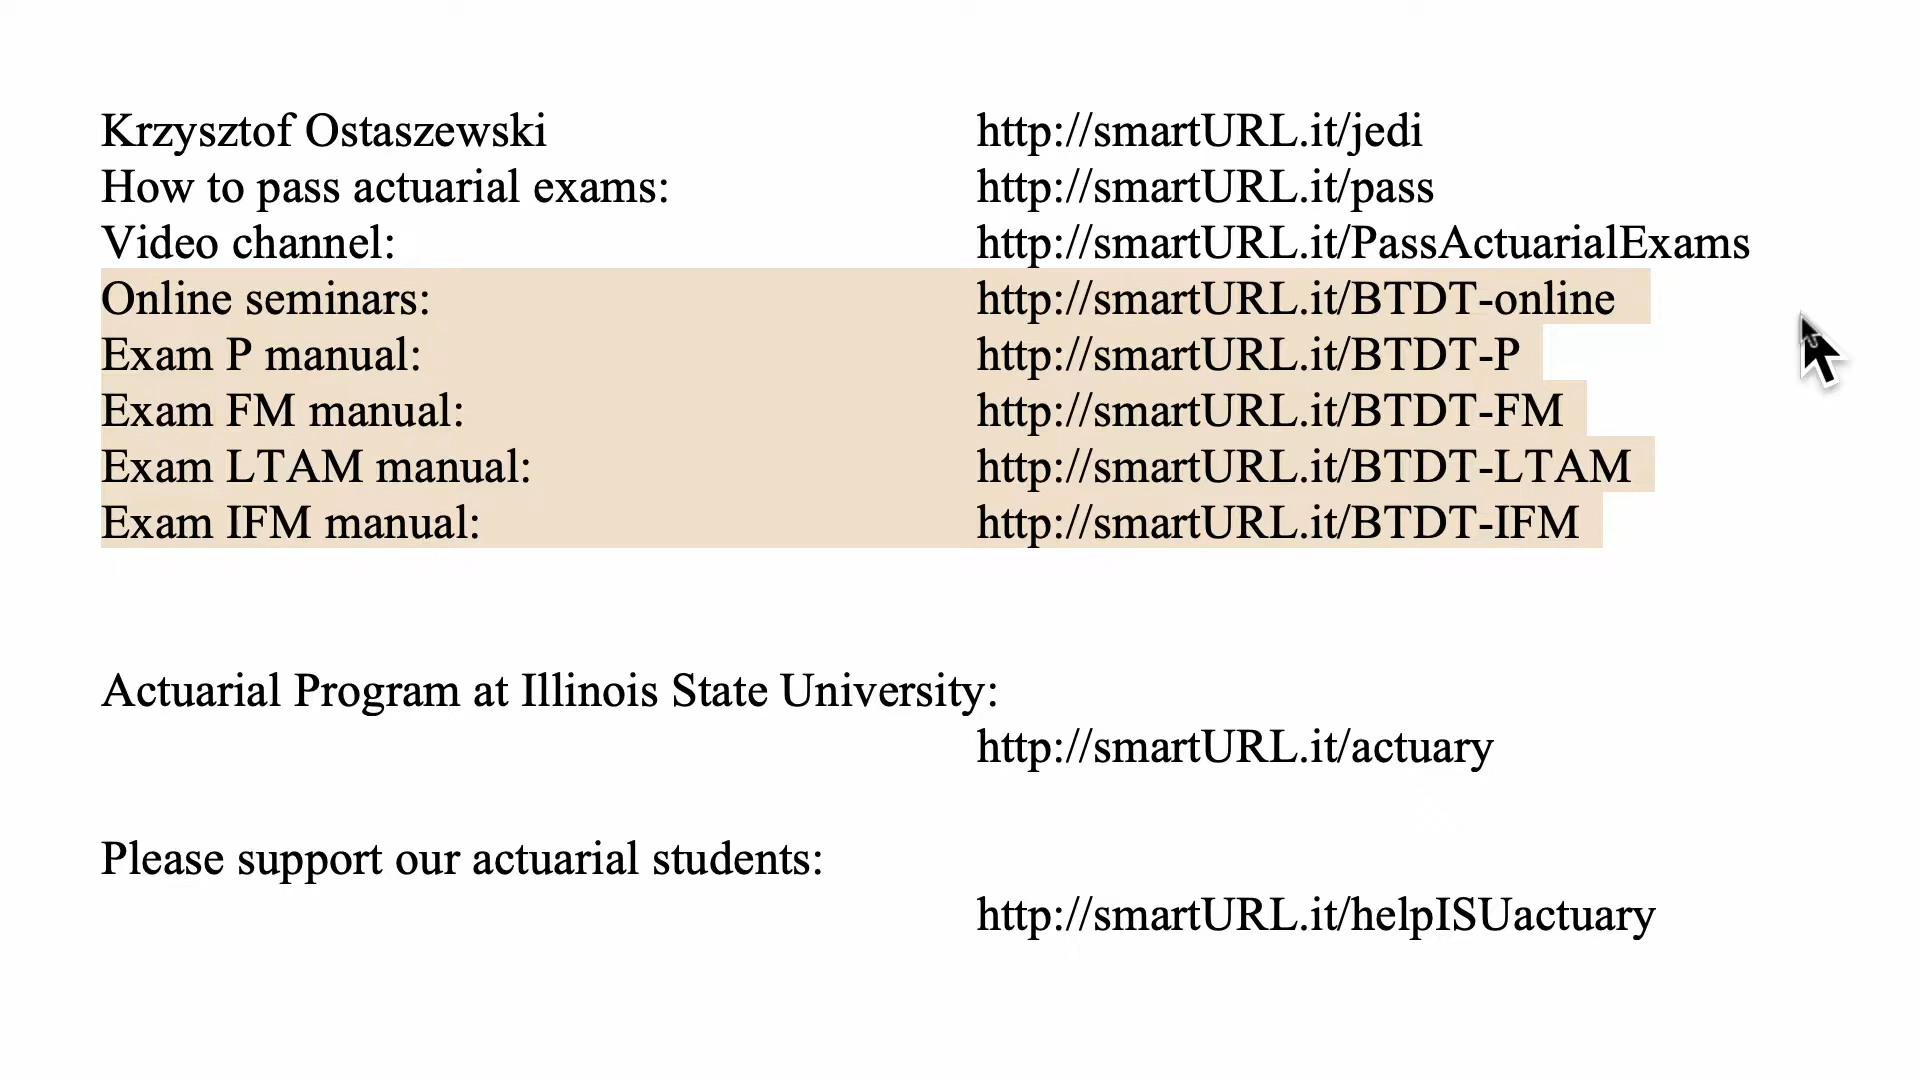 Krzysztof Ostaszewski http://smartURL.it/jedi
How to pass actuarial exams: http://smartURL.it/pass
Video channel: http://smartURL.it/PassActuarialExams
Online seminars: http://smartURL.it/BTDT-online
Exam P manual: http://smartURL.it/BTDT-P
Exam FM manual: http://smartURL.it/BTDT-FM
Exam LTAM manual: http://smartURL.it/BTDT-LTAM
Exam IFM manual: http://smartURL.it/BTDT-IFM
Actuarial Program at Illinois State University:
http://smartURL.it/actuary
Please support our actuarial students:
http://smartURL.it/helpISUactuary